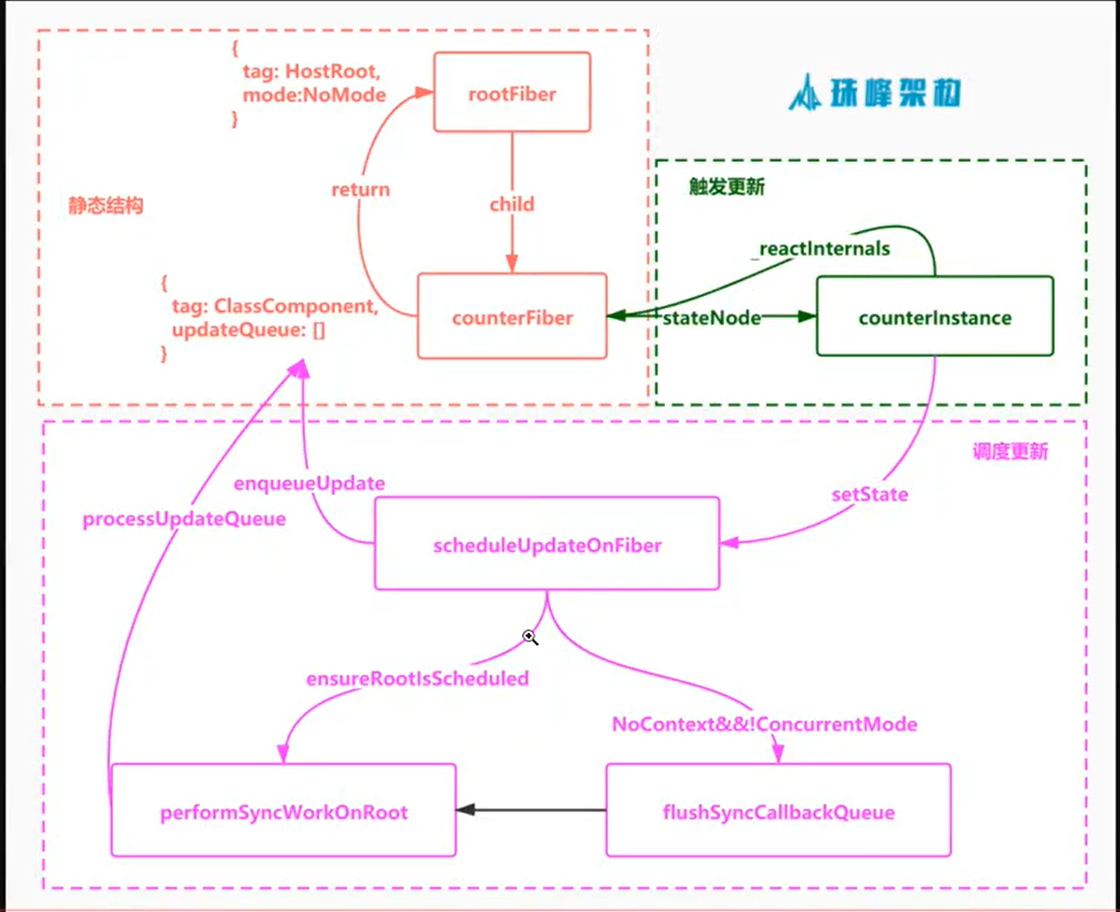 {
tag: HostRoot,
mode:NoMode
}
rootFiber
珠峰架构
return
child
静态结构
触发更新
_reactInternals
{
tag: ClassComponent,
updateQueue: []
}
counterFiber
stateNode
counterInstance
调度更新
enqueueUpdate
setState
processUpdateQueue
scheduleUpdateOnFiber
ensureRootIsScheduled
NoContext&&!ConcurrentMode
performSyncWorkOnRoot
flushSyncCallbackQueue